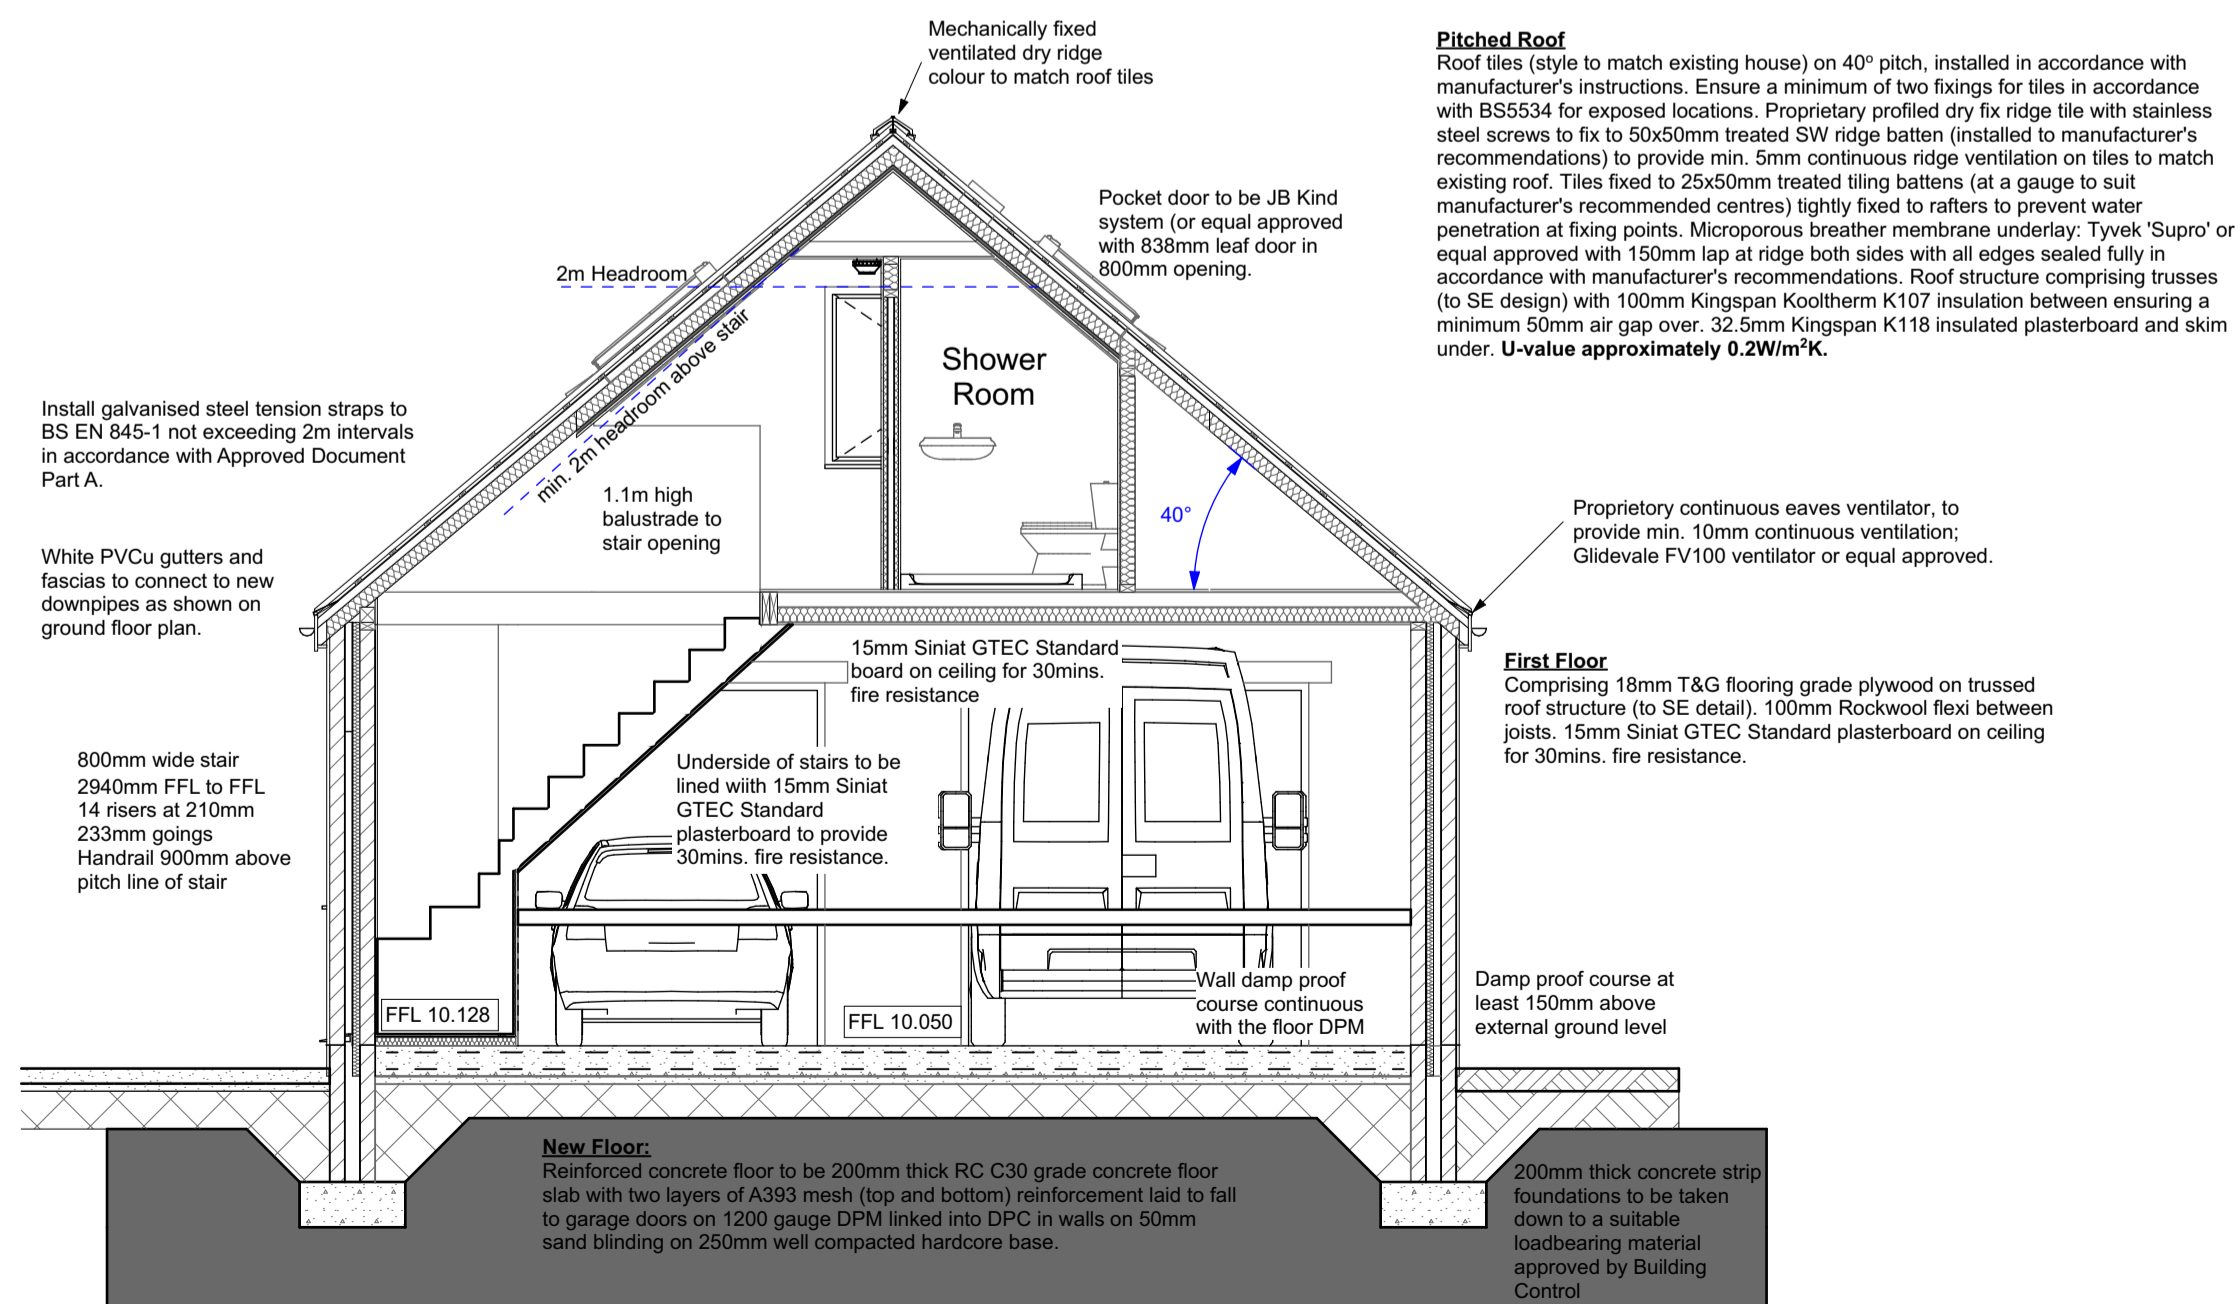 Mechanically fixed
ventilated dry ridge
colour to match roof tiles
Pitched Roof
Roof tiles (style to match existing house) on 40º pitch, installed in accordance with
manufacturer's instructions. Ensure a minimum of two fixings for tiles in accordance
with BS5534 for exposed locations. Proprietary profiled dry fix ridge tile with stainless
steel screws to fix to 50x50mm treated SW ridge batten (installed to manufacturer's
recommendations) to provide min. 5mm continuous ridge ventilation on tiles to match
existing roof. Tiles fixed to 25x50mm treated tiling battens (at a gauge to suit
manufacturer's recommended centres) tightly fixed to rafters to prevent water
penetration at fixing points. Microporous breather membrane underlay: Tyvek 'Supro' or
equal approved with 150mm lap at ridge both sides with all edges sealed fully in
accordance with manufacturer's recommendations. Roof structure comprising trusses
(to SE design) with 100mm Kingspan Kooltherm K107 insulation between ensuring a
minimum 50mm air gap over. 32.5mm Kingspan K118 insulated plasterboard and skim
under. U-value approximately 0.2W/m²K.
Pocket door to be JB Kind
system (or equal approved
with 838mm leaf door in
800mm opening.
2m Headroom
min. 2m headroom above stair
Shower
Room
Install galvanised steel tension straps to
BS EN 845-1 not exceeding 2m intervals
in accordance with Approved Document
Part A.
1.1m high
balustrade to
stair opening
40°
Proprietory continuous eaves ventilator, to
provide min. 10mm continuous ventilation;
Glidevale FV100 ventilator or equal approved.
White PVCu gutters and
fascias to connect to new
downpipes as shown on
ground floor plan.
15mm Siniat GTEC Standard
board on ceiling for 30mins.
fire resistance
First Floor
Comprising 18mm T&G flooring grade plywood on trussed
roof structure (to SE detail). 100mm Rockwool flexi between
joists. 15mm Siniat GTEC Standard plasterboard on ceiling
for 30mins. fire resistance.
800mm wide stair
2940mm FFL to FFL
14 risers at 210mm
233mm goings
Handrail 900mm above
pitch line of stair
Underside of stairs to be
lined wiith 15mm Siniat
GTEC Standard
plasterboard to provide
30mins. fire resistance.
FFL 10.128
FFL 10.050
Wall damp proof
course continuous
with the floor DPM
Damp proof course at
least 150mm above
external ground level
New Floor:
Reinforced concrete floor to be 200mm thick RC C30 grade concrete floor
slab with two layers of A393 mesh (top and bottom) reinforcement laid to fall
to garage doors on 1200 gauge DPM linked into DPC in walls on 50mm
sand blinding on 250mm well compacted hardcore base.
200mm thick concrete strip
foundations to be taken
down to a suitable
loadbearing material
approved by Building
Control